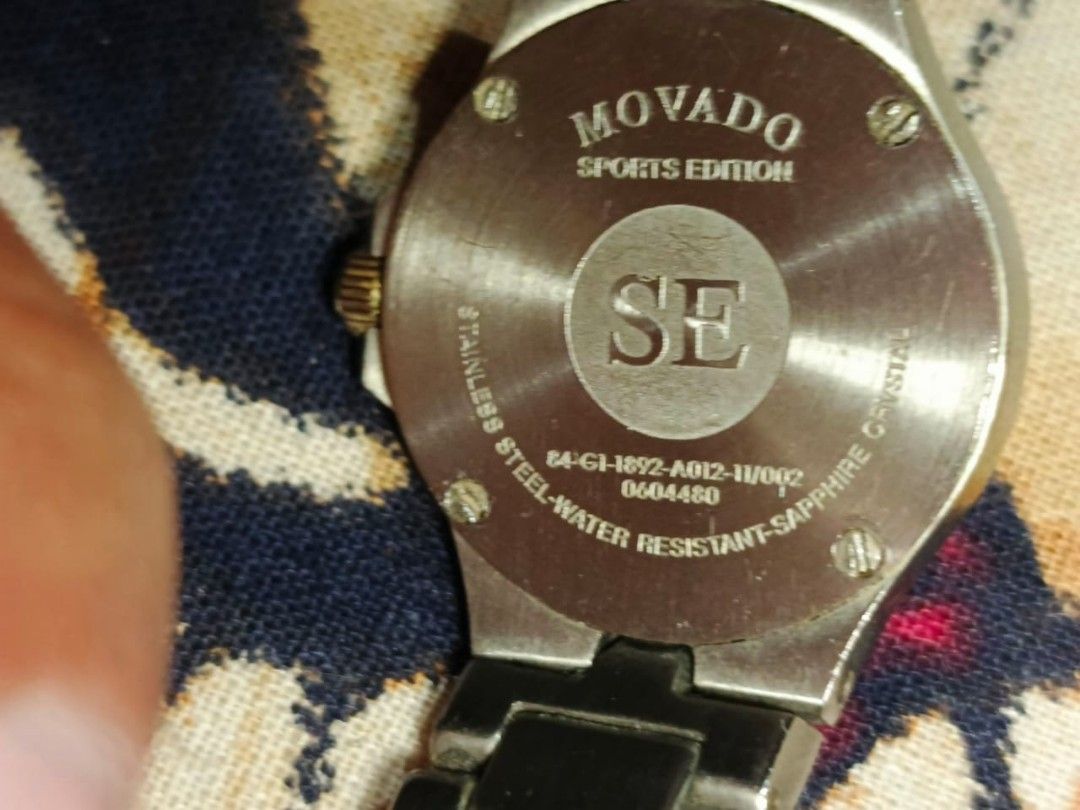 MOVADO
SPORTS EDITION
SE
84-G1-1892-A012-11/002
0604480
STAINLESS STEEL-WATER RESISTANT-SAPPHIRE CRYSTAL